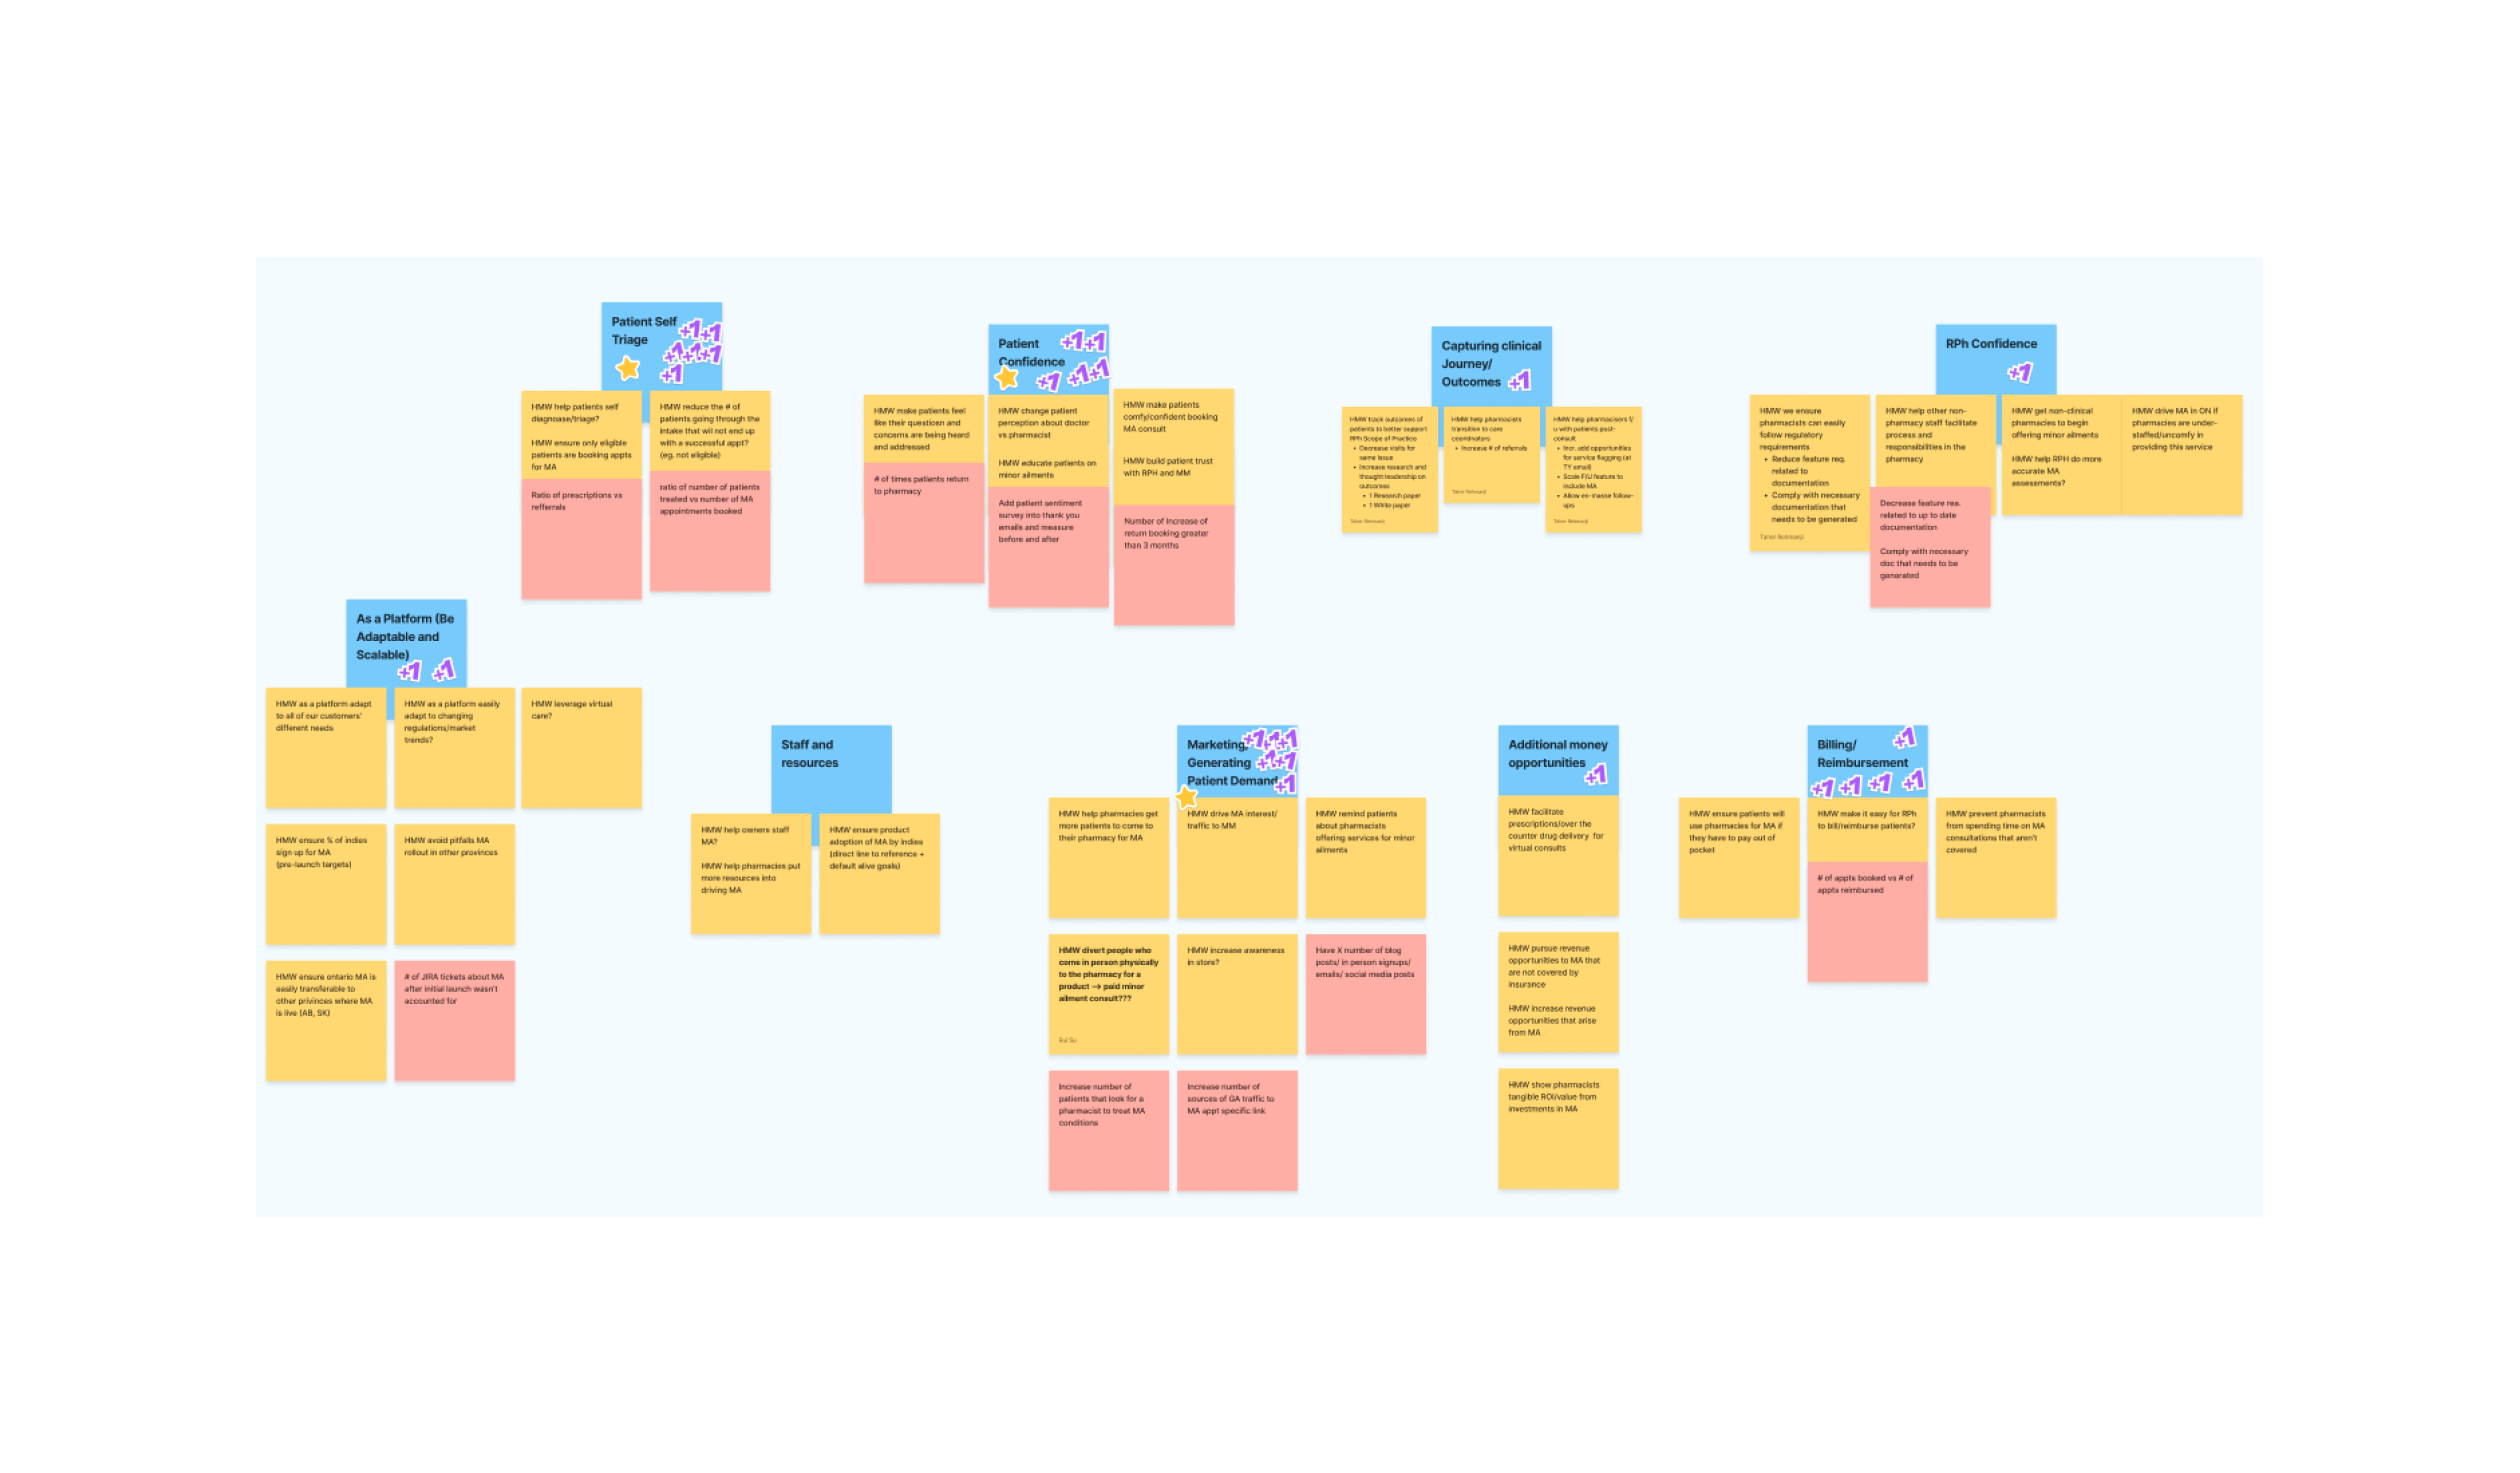 Patient Self
Triage
+1
+1
+1
+1
+1
+1
HMW help patients self
diagnoase/triage?
HMW ensure only eligible
patients are booking appts
for MA
HMW reduce the # of
patients going through the
intake that wil not end up
with a successful appt?
(eg. not eligible)
Ratio of prescriptions vs
refferrals
ratio of number of patients
treated vs number of MA
appointments booked
Patient
Confidence
+1
+1
+1
+1
+1
HMW make patients feel
like their questiosn and
concerns are being heard
and addressed
HMW change patient
perception about doctor
vs pharmacist
HMW educate patients on
minor ailments
HMW make patients
comfy/confident booking
MA consult
HMW build patient trust
with RPH and MM
# of times patients return
to pharmacy
Add patient sentiment
survey into thank you
emails and measure
before and after
Number of Increase of
return booking greater
than 3 months
Capturing clinical
Journey/
Outcomes
+1
HMW track outcomes of
patients to better support
RPh Scope of Practice
• Decrease visits for
same issue
• Increase research and
thought leadership on
outcomes
• 1 Research paper
• 1 White paper
HMW help pharmacists
transition to care
coordinators
• Increase # of referrals
HMW help pharmacisers f/
u with patients post-
consult
• Incr. add opportunities
for service flagging (at
TY email)
• Scale F/U feature to
include MA
• Allow en-masse follow-
ups
RPh Confidence
+1
HMW we ensure
pharmacists can easily
follow regulatory
requirements
• Reduce feature req.
related to
documentation
• Comply with necessary
documentation that
needs to be generated
HMW help other non-
pharmacy staff facilitate
process and
responsibilities in the
pharmacy
HMW get non-clinical
pharmacies to begin
offering minor ailments
HMW help RPH do more
accurate MA
assessments?
HMW drive MA in ON if
pharmacies are under-
staffed/uncomfy in
providing this service
Decrease feature rea.
related to up to date
documentation
Comply with necessary
doc that needs to be
generated
As a Platform (Be
Adaptable and
Scalable)
+1
+1
HMW as a platform adapt
to all of our customers'
different needs
HMW as a platform easily
adapt to changing
regulations/market
trends?
HMW leverage virtual
care?
HMW ensure % of indies
sign up for MA
(pre-launch targets)
HMW avoid pitfalls MA
rollout in other provinces
HMW ensure ontario MA is
easily transferable to
other privinces where MA
is live (AB, SK)
# of JIRA tickets about MA
after initial launch wasn't
accounted for
Staff and
resources
HMW help owners staff
MA?
HMW help pharmacies put
more resources into
driving MA
HMW ensure product
adoption of MA by indies
(direct line to reference +
default alive goals)
Marketing/
Generating
Patient Demand
+1
+1
+1
+1
+1
+1
HMW help pharmacies get
more patients to come to
their pharmacy for MA
HMW drive MA interest/
traffic to MM
HMW remind patients
about pharmacists
offering services for minor
ailments
HMW divert people who
come in person physically
to the pharmacy for a
product → paid minor
ailment consult???
Rui Su
HMW increase awareness
in store?
Have X number of blog
posts/ in person signups/
emails/ social media posts
Increase number of
patients that look for a
pharmacist to treat MA
conditions
Increase number of
sources of GA traffic to
MA appt specific link
Additional money
opportunities
+1
HMW facilitate
prescriptions/over the
counter drug delivery for
virtual consults
HMW pursue revenue
opportunities to MA that
are not covered by
insurance
HMW increase revenue
opportunities that arise
from MA
HMW show pharmacists
tangible ROI/value from
investments in MA
Billing/
Reimbursement
+1
+1
+1
+1
+1
HMW ensure patients will
use pharmacies for MA if
they have to pay out of
pocket
HMW make it easy for RPh
to bill/reimburse patients?
HMW prevent pharmacists
from spending time on MA
consultations that aren't
covered
# of appts booked vs # of
appts reimbursed